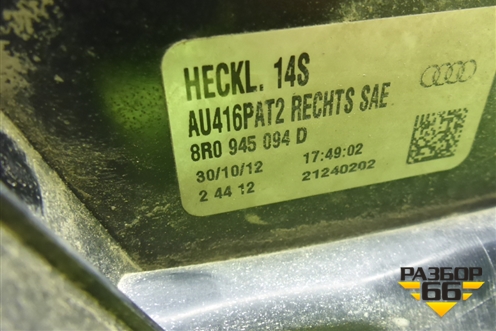 HECKL. 14S
AU416PAT2 RECHTS SAE
8R0 945 094 D
30/10/12 17:49:02
2 44 12 21240202
РАЗБОР
66